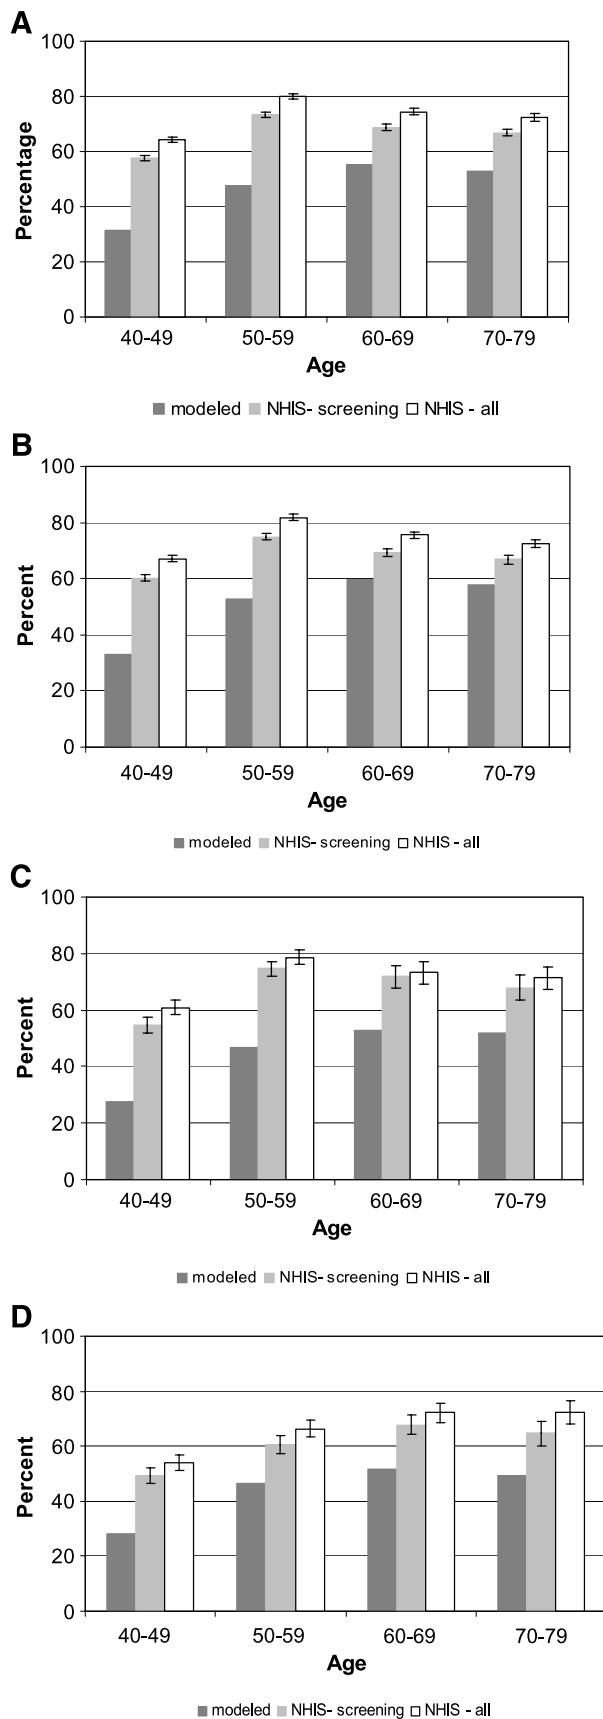 A
100
80
60
40
20
0
Percentage
40-49 50-59 60-69 70-79
Age
modeled NHIS- screening NHIS - all
B
100
80
60
40
20
0
Percent
40-49 50-59 60-69 70-79
Age
modeled NHIS- screening NHIS - all
C
100
80
60
40
20
0
Percent
40-49 50-59 60-69 70-79
Age
modeled NHIS- screening NHIS - all
D
100
80
60
40
20
0
Percent
40-49 50-59 60-69 70-79
Age
modeled NHIS- screening NHIS - all